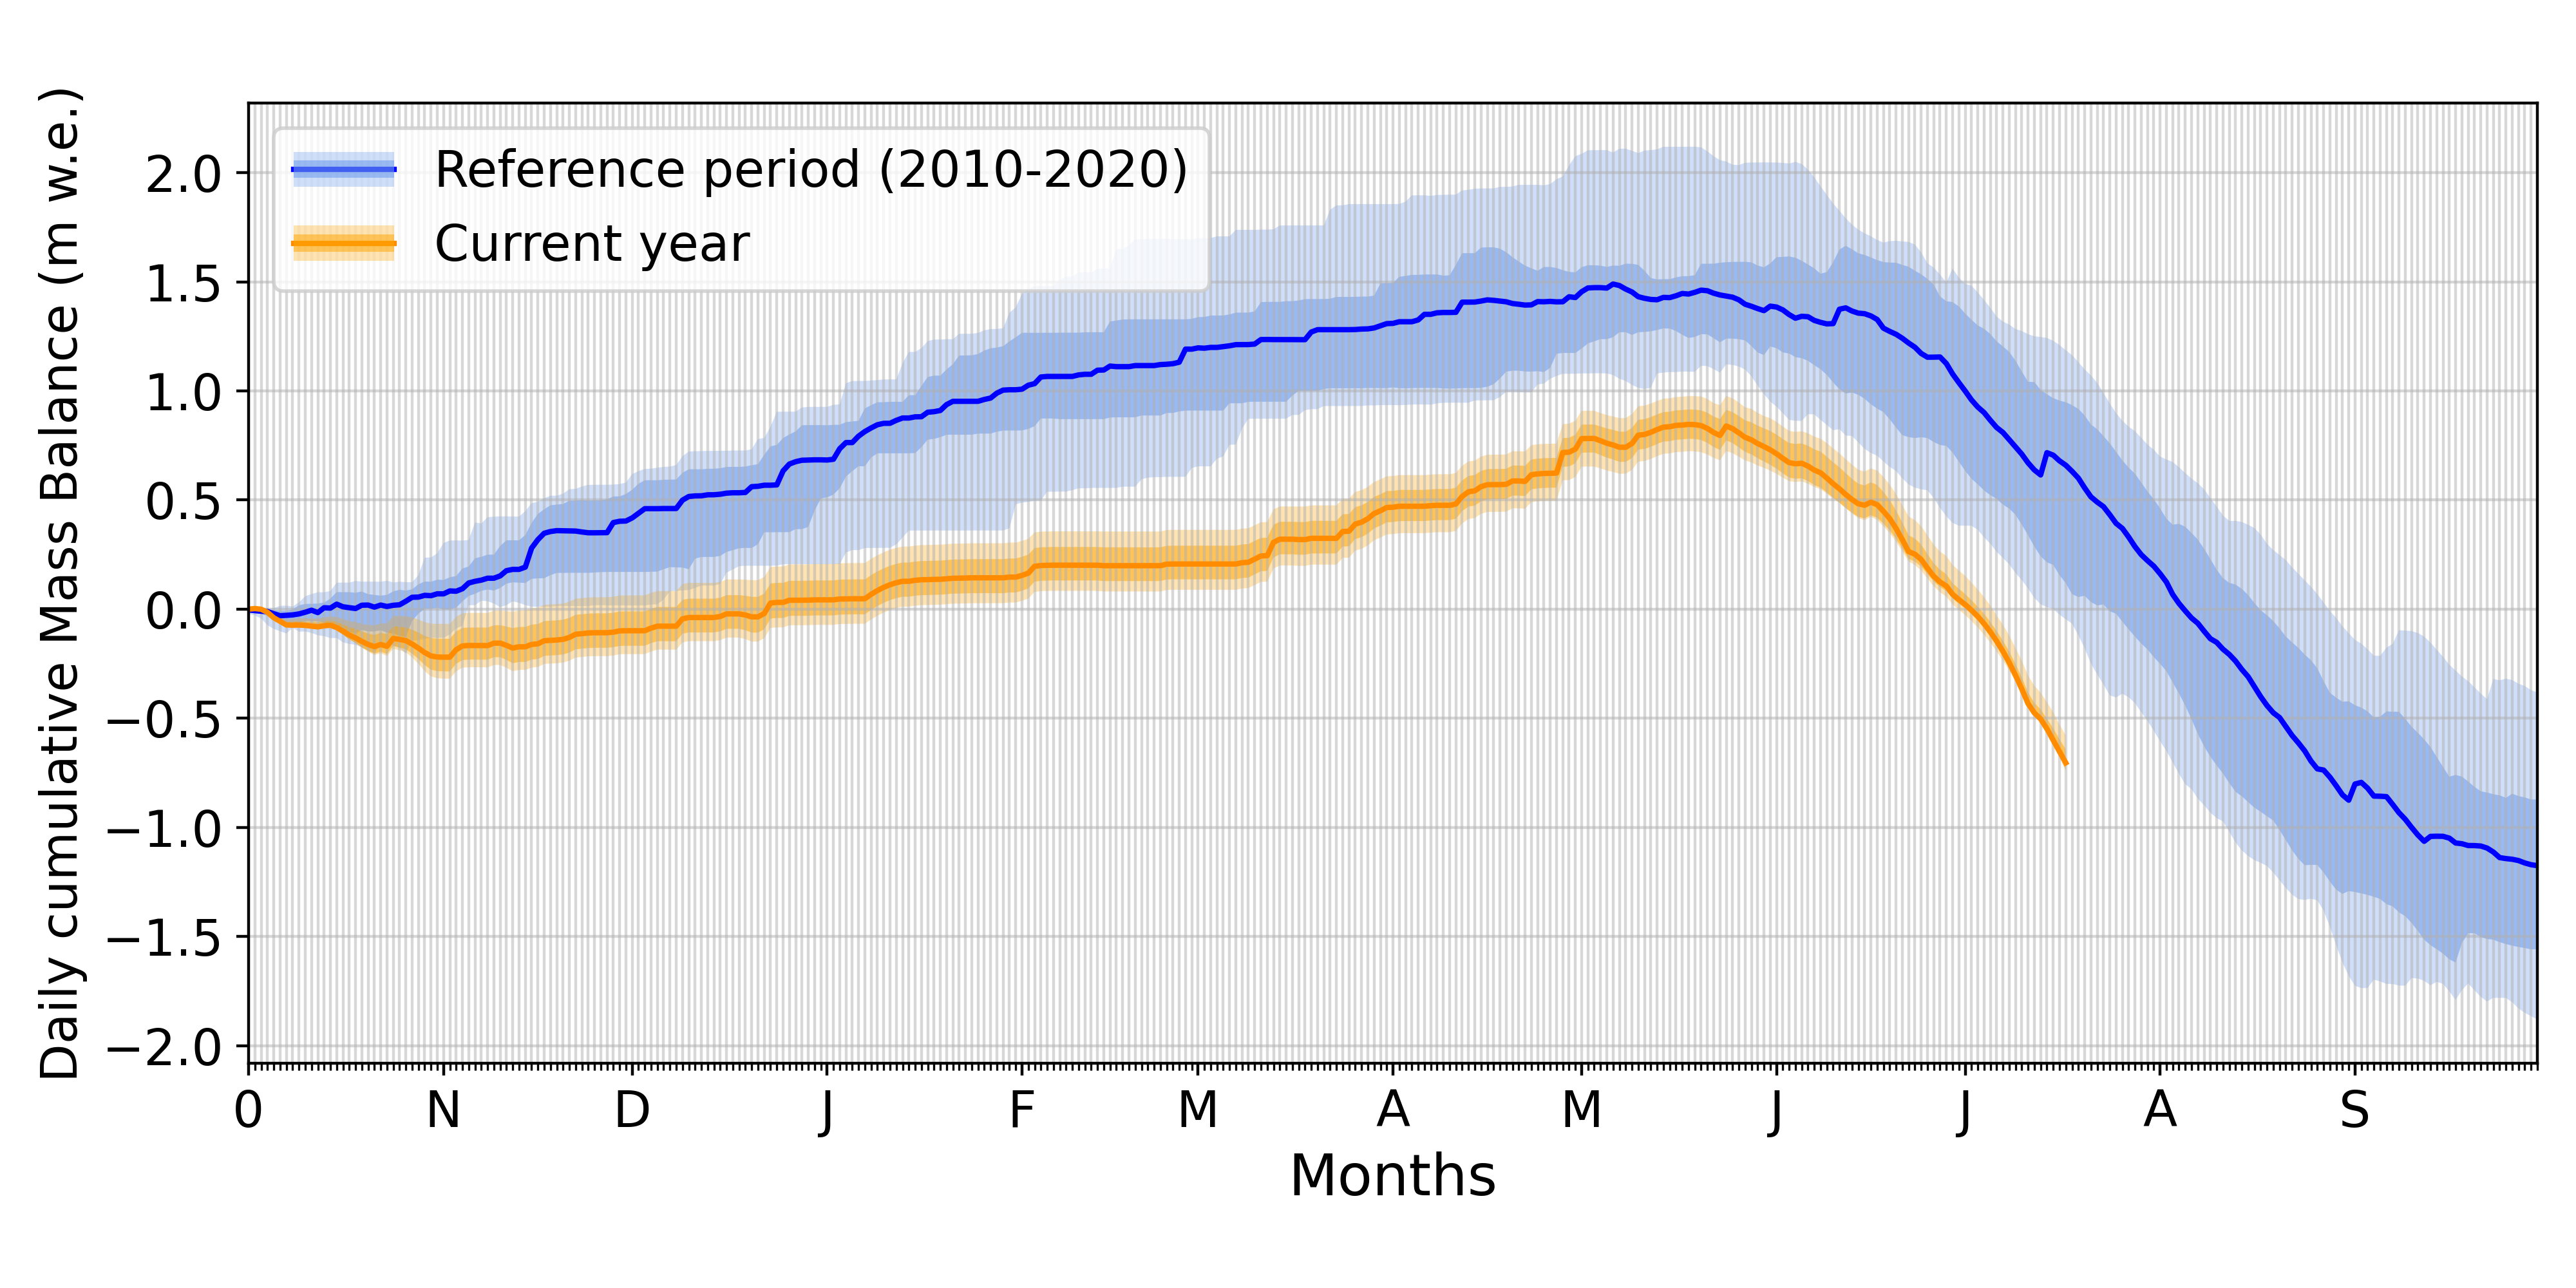 Daily cumulative Mass Balance (m w.e.)
2.0
1.5
1.0
0.5
0.0
−0.5
−1.0
−1.5
−2.0
Reference period (2010-2020)
Current year
0 N D J F M A M J J A S
Months